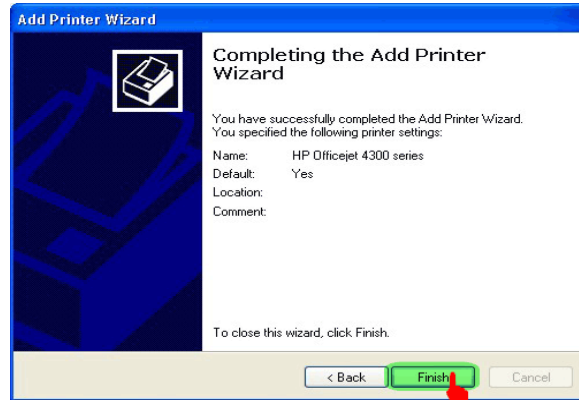 Add Printer Wizard
Completing the Add Printer
Wizard
You have successfully completed the Add Printer Wizard.
You specified the following printer settings:
Name: HP Officejet 4300 series
Default: Yes
Location:
Comment:
To close this wizard, click Finish.
< Back Finish Cancel